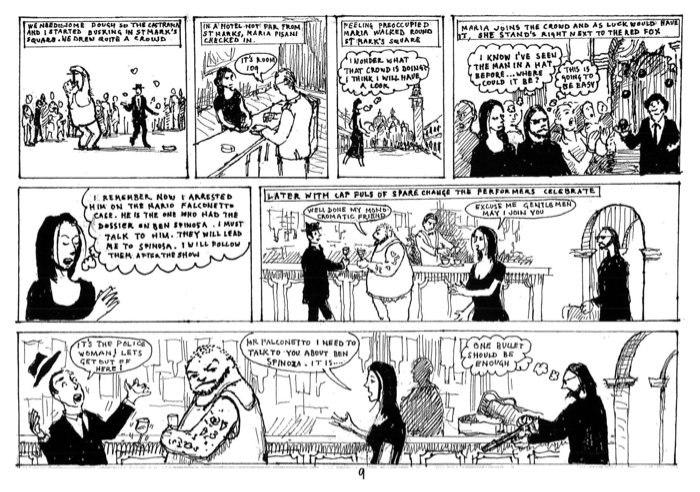 WE NEEDED SOME DOUGH SO THE CASTRATA
AND I STARTED BUSKING IN ST MARK'S
SQUARE. WE DREW QUITE A CROWD
IN A HOTEL NOT FAR FROM
ST MARKS, MARIA PISANI
CHECKED IN.
IT'S ROOM
109
FEELING PREOCCUPIED
MARIA WALKED ROUND
ST MARK'S SQUARE
I WONDER WHAT
THAT CROWD IS DOING?
I THINK I WILL HAVE
A LOOK
MARIA JOINS THE CROWD AND AS LUCK WOULD HAVE
IT, SHE STAND'S RIGHT NEXT TO THE RED FOX
I KNOW I'VE SEEN
THE MAN IN A HAT
BEFORE...WHERE
COULD IT BE?
THIS IS
GOING TO
BE EASY
I REMEMBER NOW I ARRESTED
HIM ON THE MARIO FALCONETTO
CASE. HE IS THE ONE WHO HAD THE
DOSSIER ON BEN SPINOSA. I MUST
TALK TO HIM. THEY WILL LEAD
ME TO SPINOSA. I WILL FOLLOW
THEM AFTER THE SHOW
LATER WITH CAP FULS OF SPARE CHANGE THE PERFORMERS CELEBRATE
WELL DONE MY MONO
CROMATIC FRIEND
EXCUSE ME GENTLEMEN
MAY I JOIN YOU
IT'S THE POLICE
WOMAN! LETS
GET OUT OF
HERE!
MR FALCONETTO I NEED TO
TALK TO YOU ABOUT BEN
SPINOZA. IT IS....
ONE BULLET
SHOULD BE
ENOUGH
9